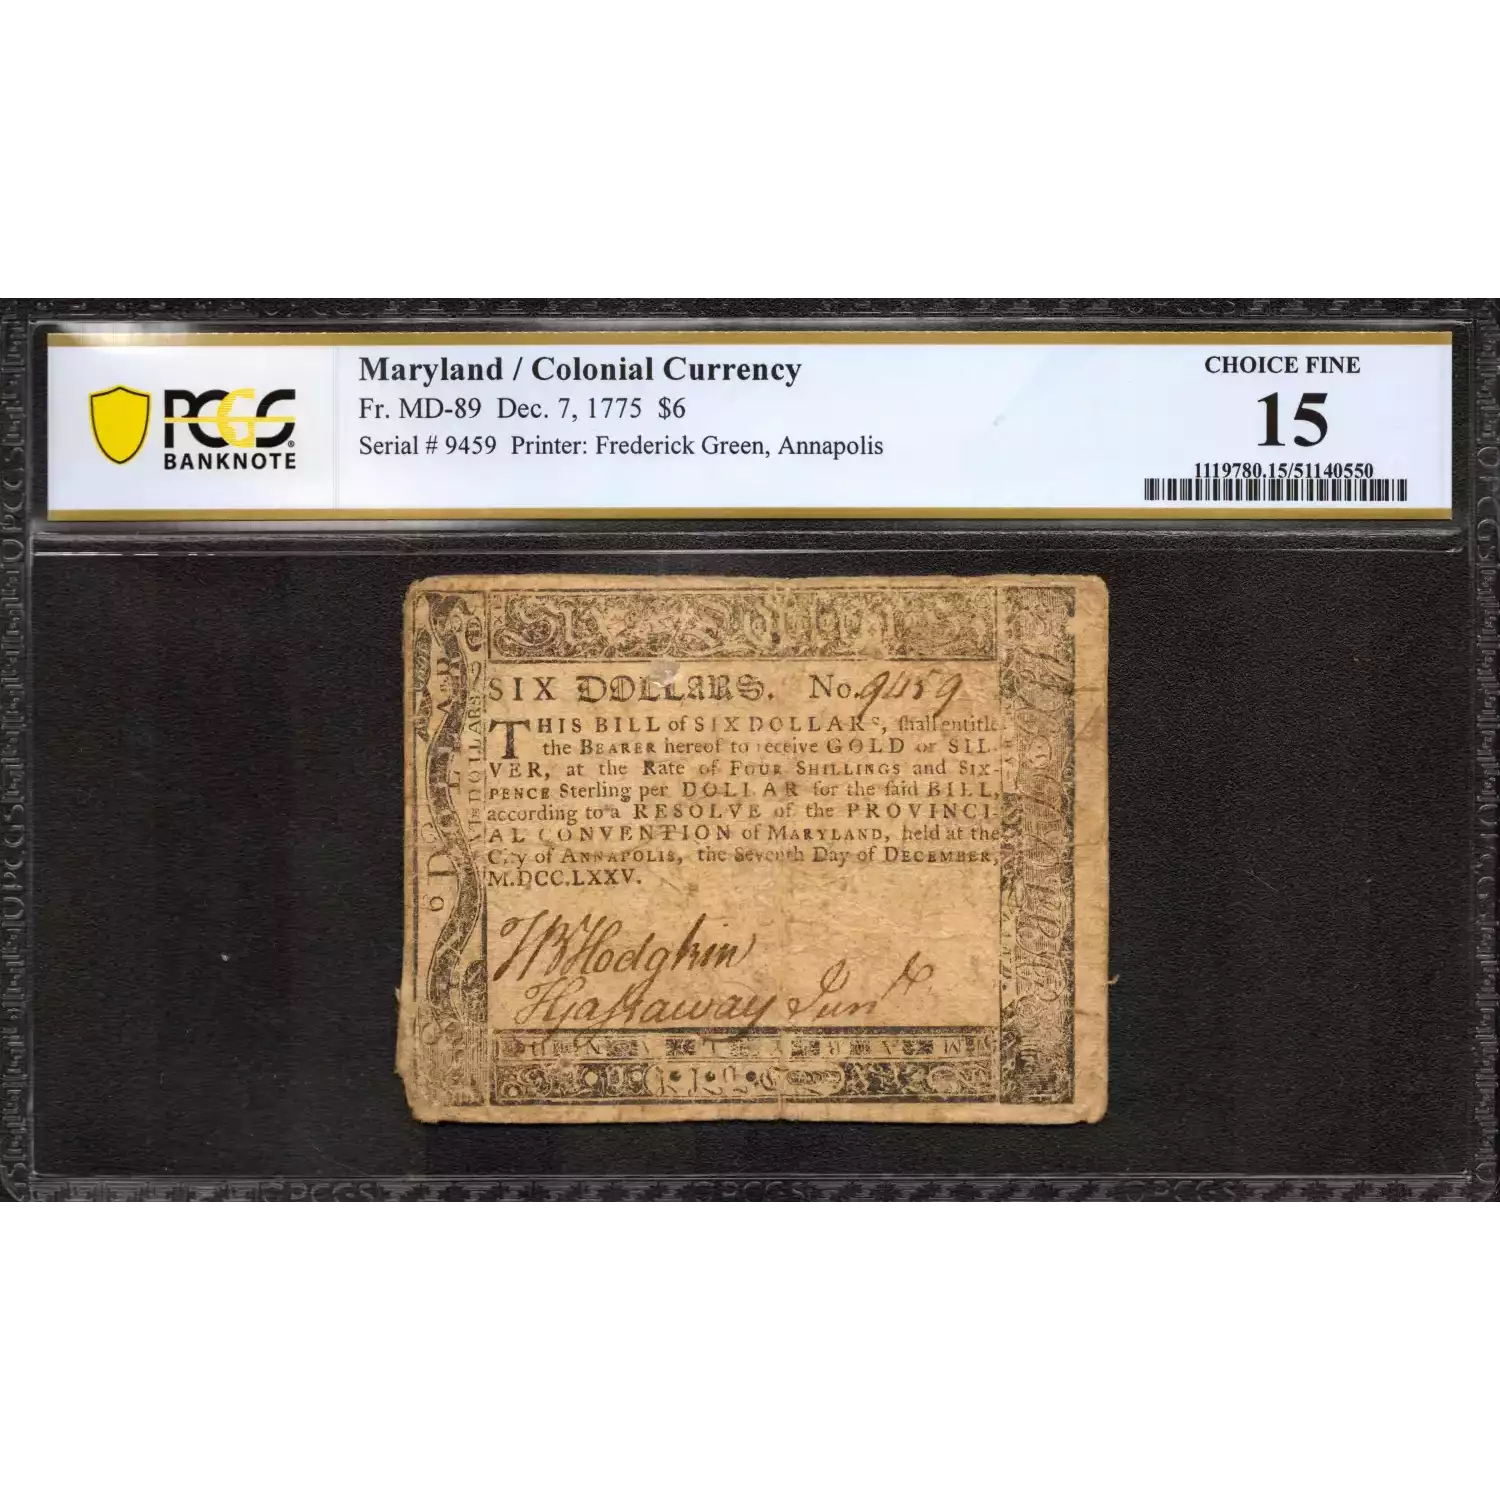 PCGS
BANKNOTE
Maryland / Colonial Currency
Fr. MD-89 Dec. 7, 1775 $6
Serial # 9459 Printer: Frederick Green, Annapolis
CHOICE FINE
15
1119780.15/51140550
SIX DOLLARS. No. 9459
THIS BILL of SIX DOLLARS, ſhall entitle
the BEARER hereof to receive GOLD or SIL-
VER, at the Rate of FOUR SHILLINGS and SIX-
PENCE Sterling per DOLLAR for the ſaid BILL,
according to a RESOLVE of the PROVINCI-
AL CONVENTION of MARYLAND, held at the
City of ANNAPOLIS, the Seventh Day of DECEMBER,
M.DCC.LXXV.
T B Hodgkin
Hyde
MARYLAND